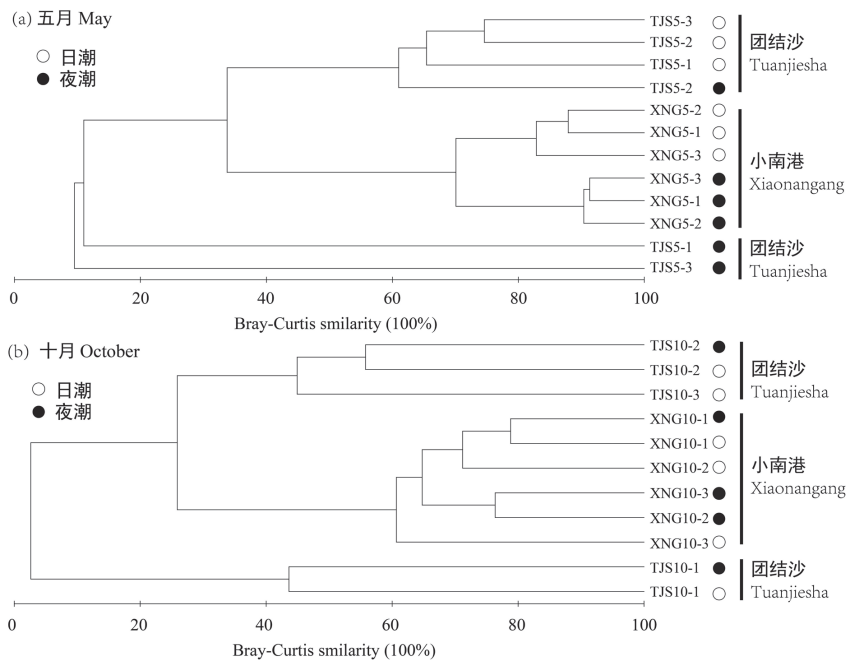 (a) 五月 May
日潮
夜潮
TJS5-3
TJS5-2
TJS5-1
TJS5-2
XNG5-2
XNG5-1
XNG5-3
XNG5-3
XNG5-1
XNG5-2
TJS5-1
TJS5-3
团结沙
Tuanjiesha
小南港
Xiaonangang
团结沙
Tuanjiesha
0 20 40 60 80 100
Bray-Curtis smilarity (100%)
(b) 十月 October
日潮
夜潮
TJS10-2
TJS10-2
TJS10-3
XNG10-1
XNG10-1
XNG10-2
XNG10-3
XNG10-2
XNG10-3
TJS10-1
TJS10-1
团结沙
Tuanjiesha
小南港
Xiaonangang
团结沙
Tuanjiesha
0 20 40 60 80 100
Bray-Curtis smilarity (100%)